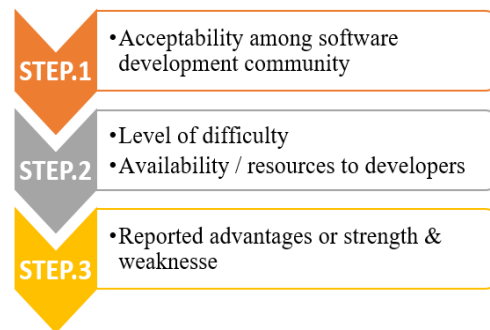 STEP.1
•Acceptability among software
development community
STEP.2
•Level of difficulty
•Availability / resources to developers
STEP.3
•Reported advantages or strength &
weaknesse